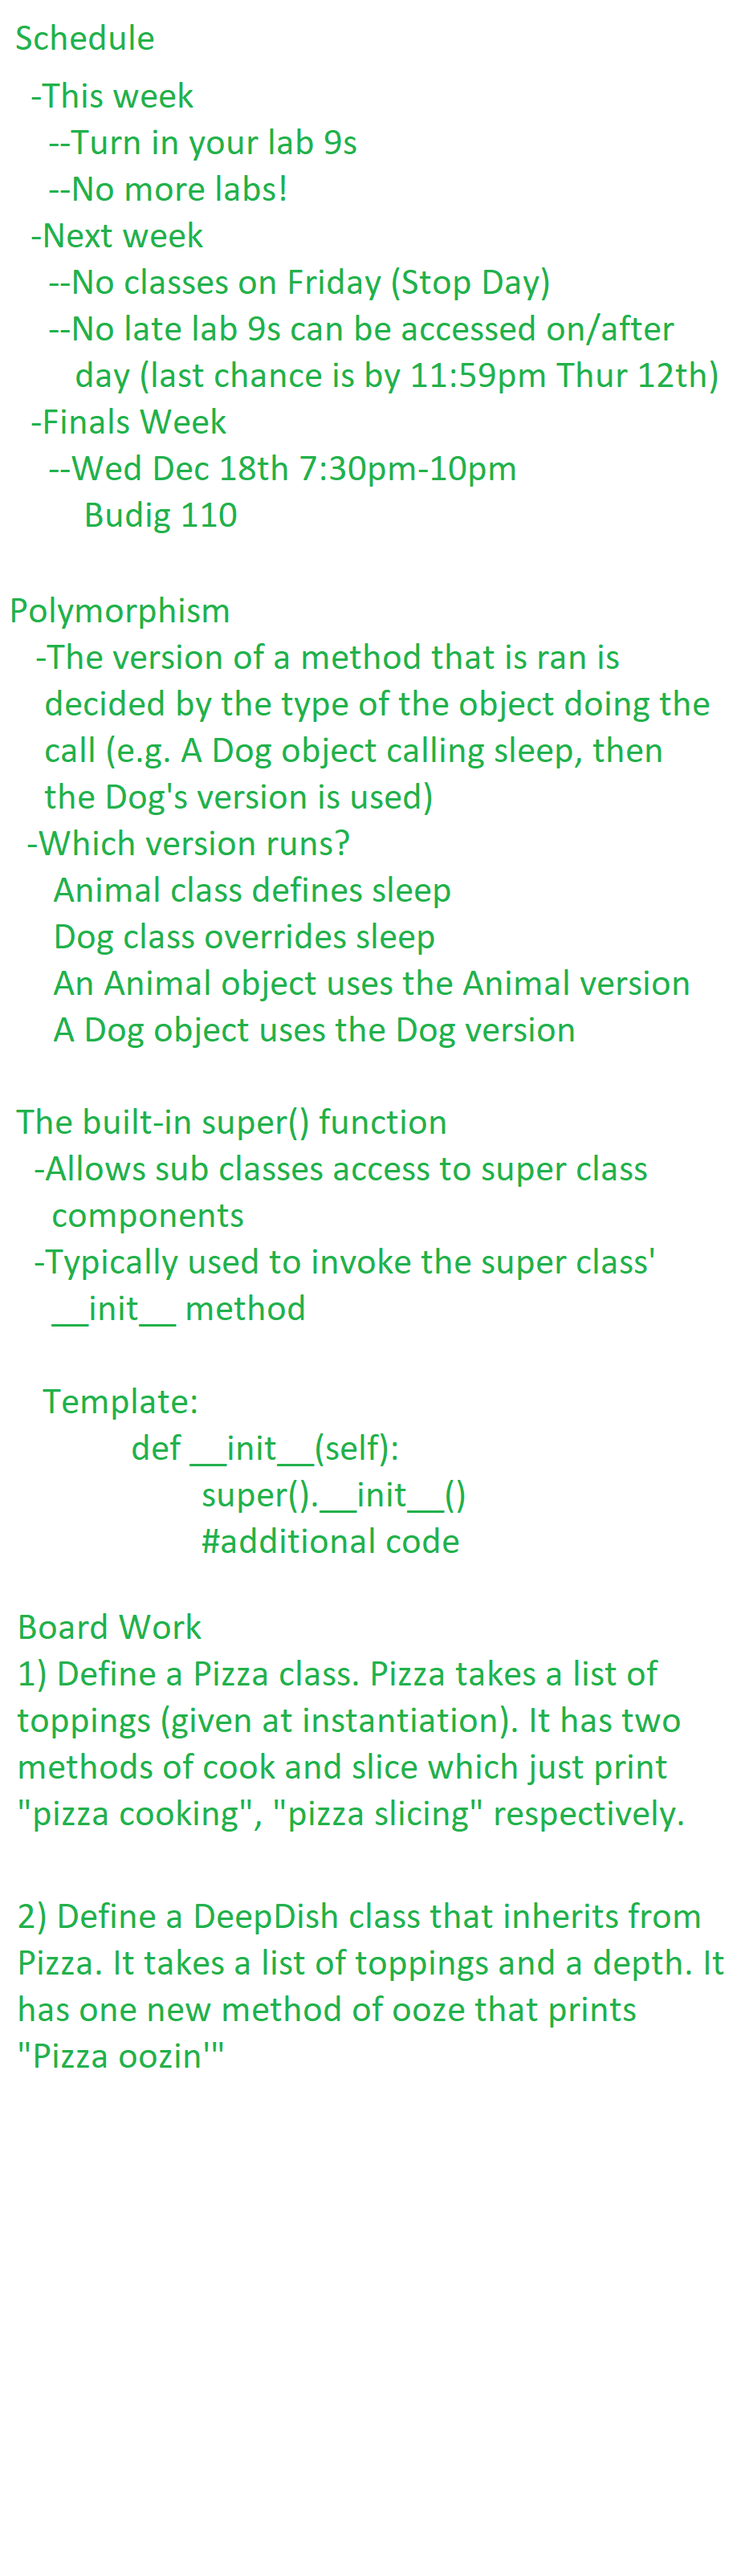 Schedule
-This week
--Turn in your lab 9s
--No more labs!
-Next week
--No classes on Friday (Stop Day)
--No late lab 9s can be accessed on/after
day (last chance is by 11:59pm Thur 12th)
-Finals Week
--Wed Dec 18th 7:30pm-10pm
Budig 110
Polymorphism
-The version of a method that is ran is
decided by the type of the object doing the
call (e.g. A Dog object calling sleep, then
the Dog's version is used)
-Which version runs?
Animal class defines sleep
Dog class overrides sleep
An Animal object uses the Animal version
A Dog object uses the Dog version
The built-in super() function
-Allows sub classes access to super class
components
-Typically used to invoke the super class'
__init__ method
Template:
def __init__(self):
super().__init__()
#additional code
Board Work
1) Define a Pizza class. Pizza takes a list of
toppings (given at instantiation). It has two
methods of cook and slice which just print
"pizza cooking", "pizza slicing" respectively.
2) Define a DeepDish class that inherits from
Pizza. It takes a list of toppings and a depth. It
has one new method of ooze that prints
"Pizza oozin'"